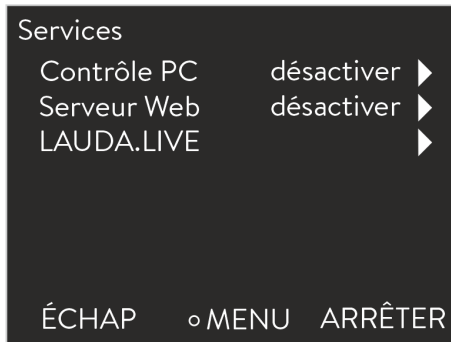 Services
Contrôle PC désactiver ▶
Serveur Web désactiver ▶
LAUDA.LIVE ▶
ÉCHAP ○ MENU ARRÊTER